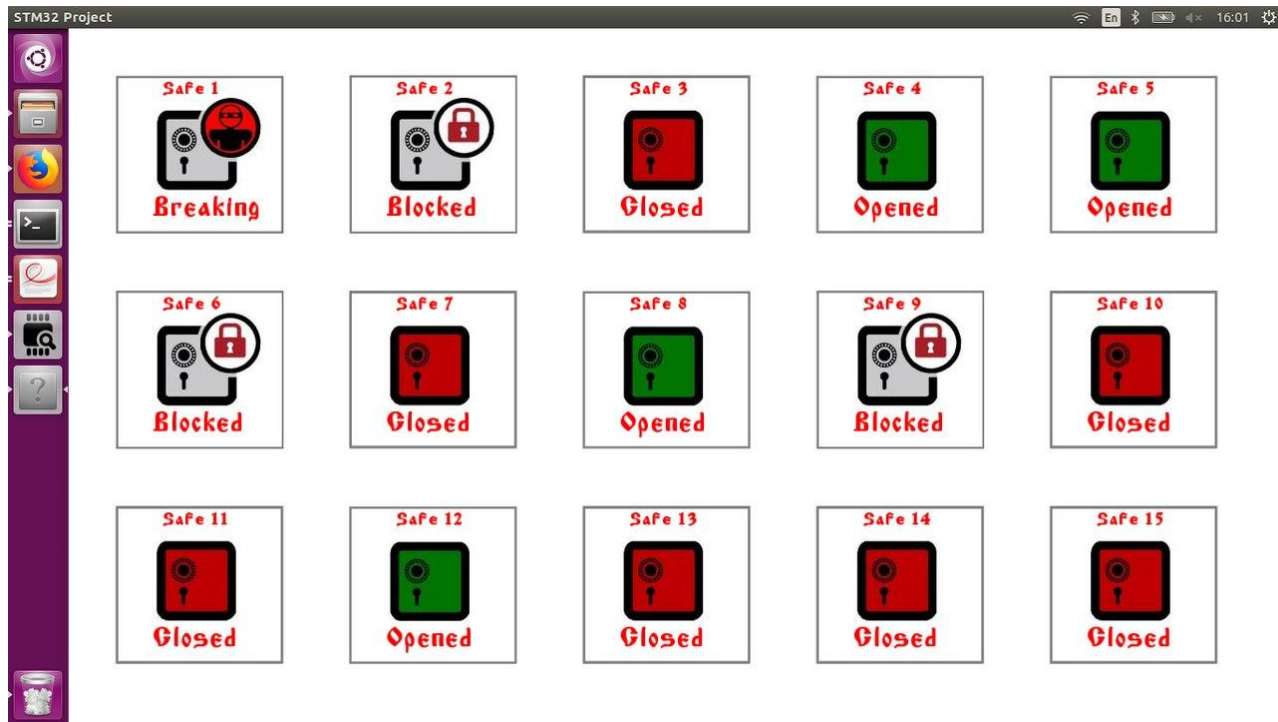 STM32 Project
En
16:01
Safe 1
Safe 2
Safe 3
Safe 4
Safe 5
Breaking
Blocked
Closed
Opened
Opened
Safe 6
Safe 7
Safe 8
Safe 9
Safe 10
Blocked
Closed
Opened
Blocked
Closed
Safe 11
Safe 12
Safe 13
Safe 14
Safe 15
Closed
Opened
Closed
Closed
Closed